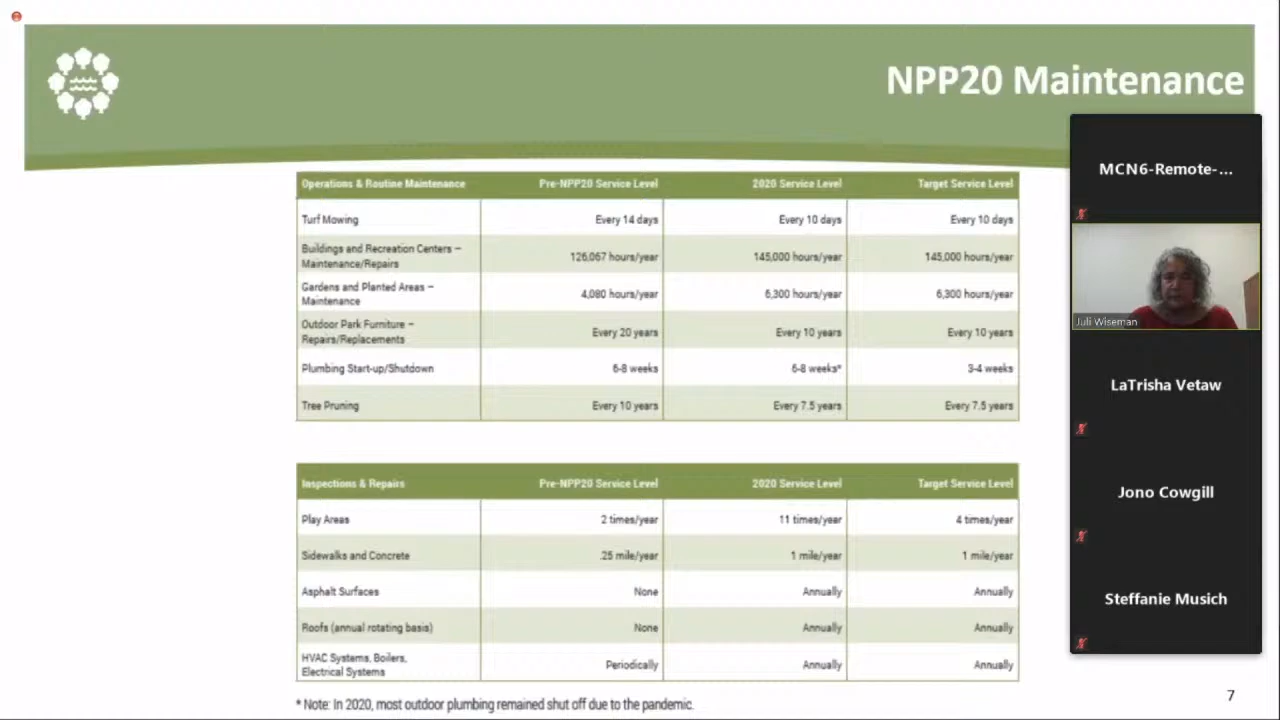 NPP20 Maintenance
Operations & Routine Maintenance Pre-NPP20 Service Level 2020 Service Level Target Service Level
Turf Mowing Every 14 days Every 10 days Every 10 days
Buildings and Recreation Centers –
Maintenance/Repairs 126,067 hours/year 145,000 hours/year 145,000 hours/year
Gardens and Planted Areas –
Maintenance 4,080 hours/year 6,300 hours/year 6,300 hours/year
Outdoor Park Furniture –
Repairs/Replacements Every 20 years Every 10 years Every 10 years
Plumbing Start-up/Shutdown 6-8 weeks 6-8 weeks* 3-4 weeks
Tree Pruning Every 10 years Every 7.5 years Every 7.5 years
Inspections & Repairs Pre-NPP20 Service Level 2020 Service Level Target Service Level
Play Areas 2 times/year 11 times/year 4 times/year
Sidewalks and Concrete .25 mile/year 1 mile/year 1 mile/year
Asphalt Surfaces None Annually Annually
Roofs (annual rotating basis) None Annually Annually
HVAC Systems, Boilers,
Electrical Systems Periodically Annually Annually
* Note: In 2020, most outdoor plumbing remained shut off due to the pandemic.
7
MCN6-Remote-...
Juli Wiseman
LaTrisha Vetaw
Jono Cowgill
Steffanie Musich